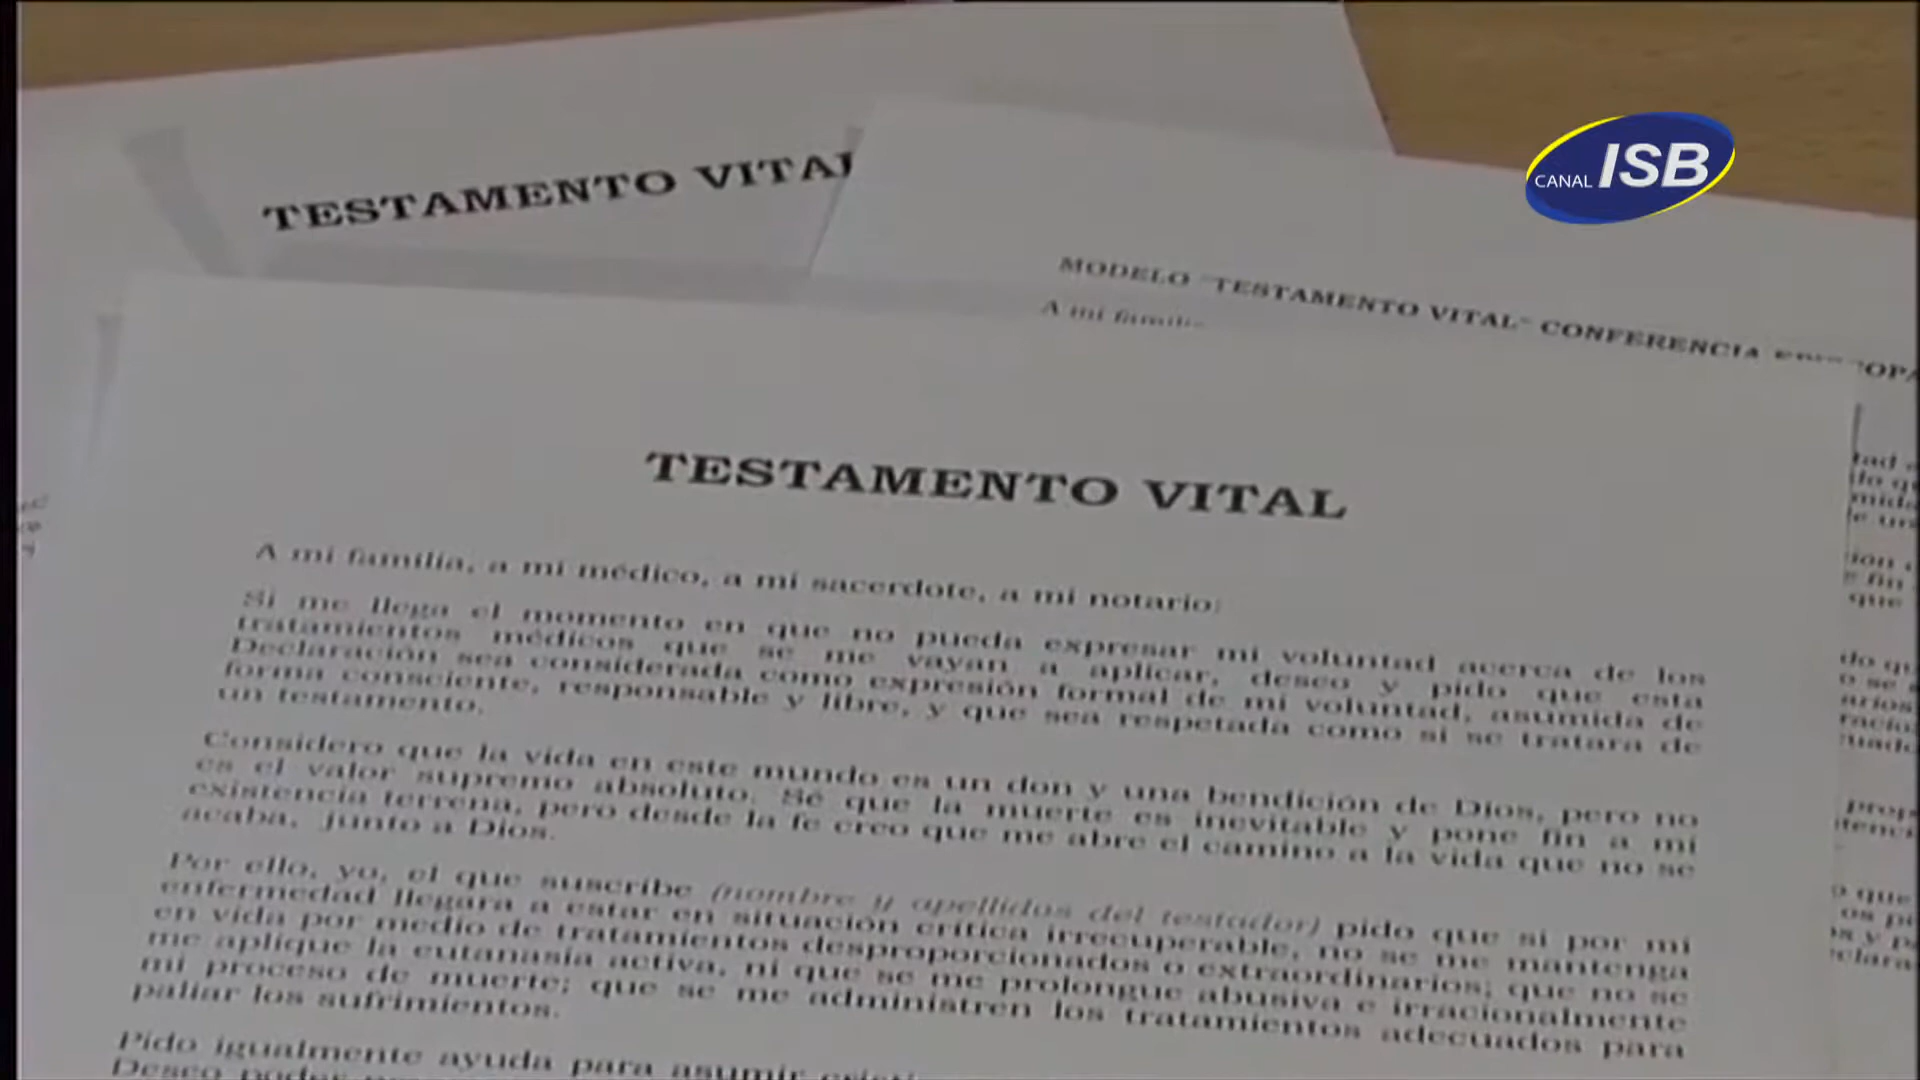 CANAL ISB
TESTAMENTO VITAL
MODELO "TESTAMENTO VITAL" CONFERENCIA
A mi familia
TESTAMENTO VITAL
A mi familia, a mi médico, a mi sacerdote, a mi notario:
Si me llega el momento en que no pueda expresar mi voluntad acerca de los
tratamientos médicos que se me vayan a aplicar, deseo y pido que esta
Declaración sea considerada como expresión formal de mi voluntad, asumida de
forma consciente, responsable y libre, y que sea respetada como si se tratara de
un testamento.
Considero que la vida en este mundo es un don y una bendición de Dios, pero no
es el valor supremo absoluto. Sé que la muerte es inevitable y pone fin a mi
existencia terrena, pero desde la fe creo que me abre el camino a la vida que no se
acaba, junto a Dios.
Por ello, yo, el que suscribe (nombre y apellidos del testador) pido que si por mi
enfermedad llegara a estar en situación crítica irrecuperable, no se me mantenga
en vida por medio de tratamientos desproporcionados o extraordinarios; que no se
me aplique la eutanasia activa, ni que se me prolongue abusiva e irracionalmente
mi proceso de muerte; que se me administren los tratamientos adecuados para
paliar los sufrimientos.
Pido igualmente ayuda para asumir
Deseo poder